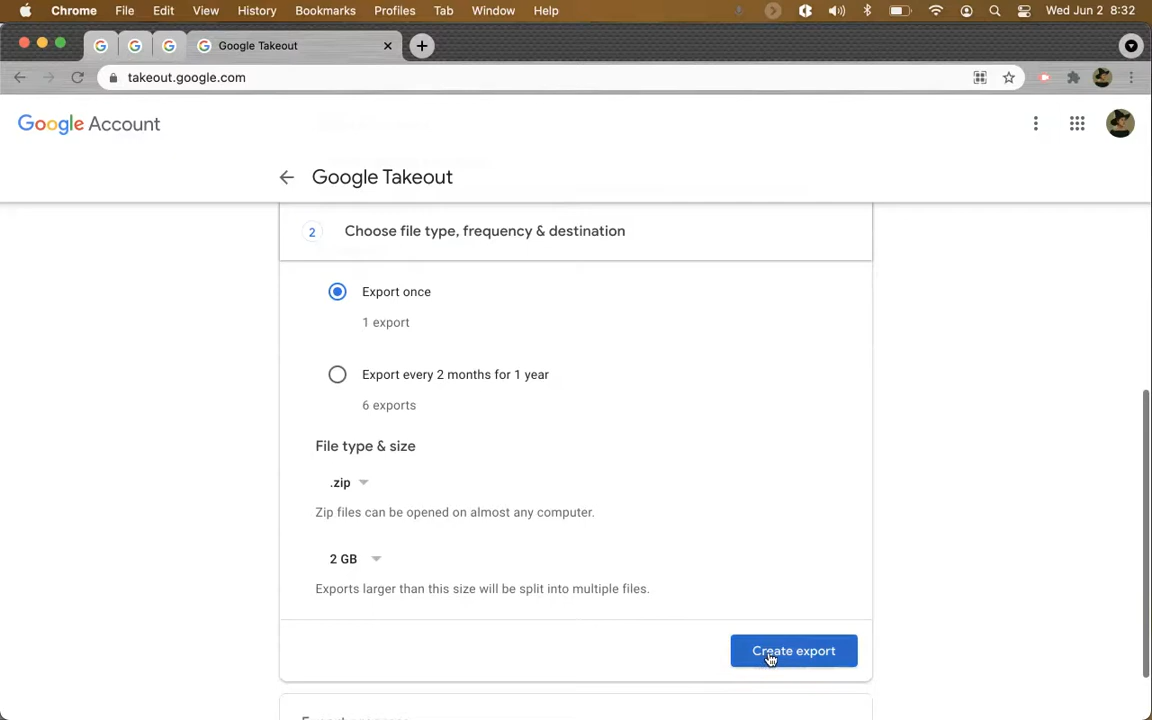 Chrome File Edit View History Bookmarks Profiles Tab Window Help Wed Jun 2 8:32
Google Takeout
takeout.google.com
Google Account
Google Takeout
2 Choose file type, frequency & destination
Export once
1 export
Export every 2 months for 1 year
6 exports
File type & size
.zip
Zip files can be opened on almost any computer.
2 GB
Exports larger than this size will be split into multiple files.
Create export